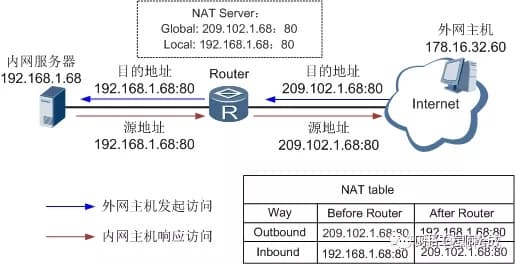 NAT Server:
Global: 209.102.1.68: 80
Local: 192.168.1.68: 80
外网主机
178.16.32.60
内网服务器
192.168.1.68
目的地址
192.168.1.68:80
Router
目的地址
209.102.1.68:80
R
Internet
源地址
192.168.1.68:80
源地址
209.102.1.68:80
外网主机发起访问
内网主机响应访问
NAT table
Way Before Router After Router
Outbound 209.102.1.68:80 192.168.1.68:80
Inbound 192.168.1.68:80 209.102.1.68:80